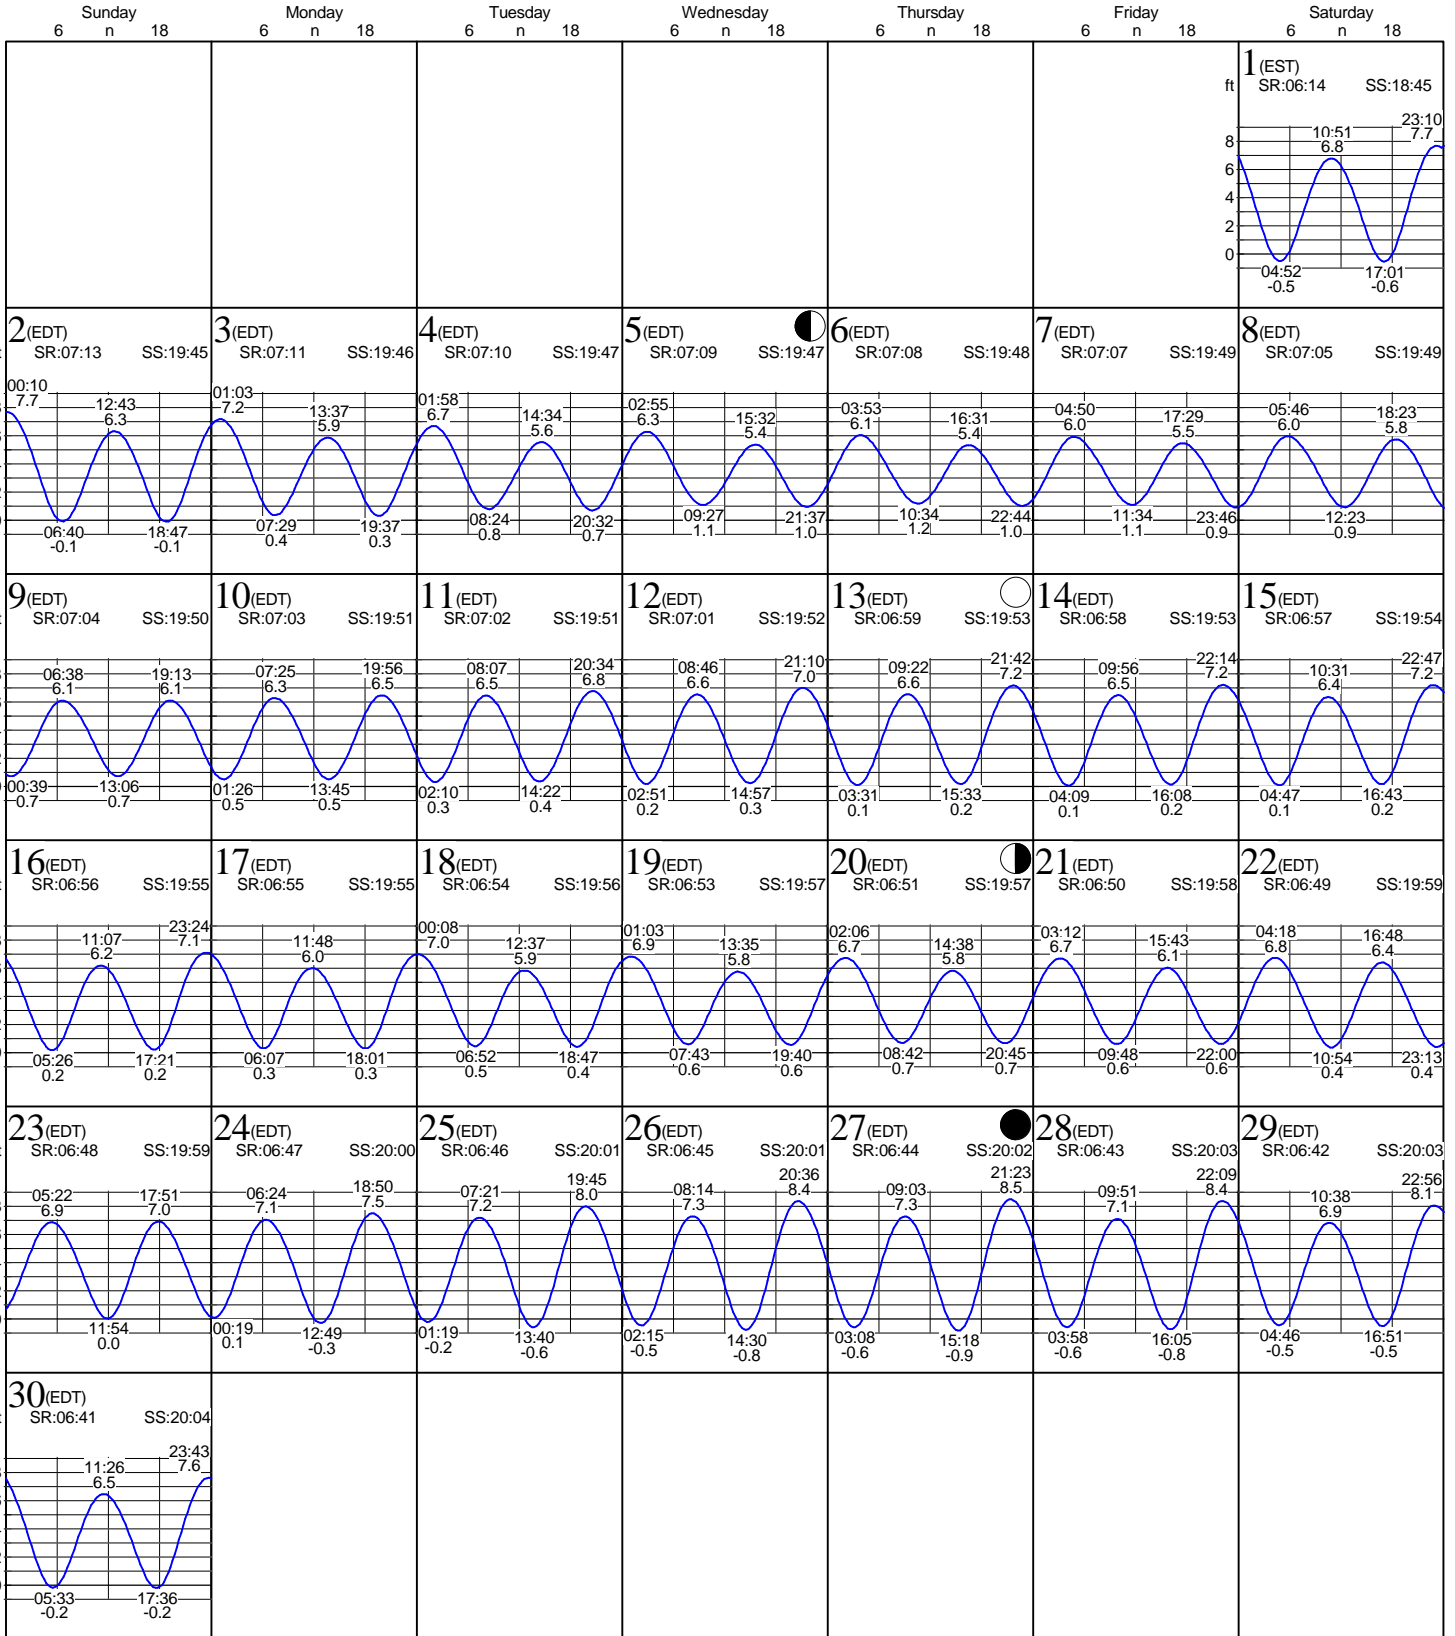 Sunday Monday Tuesday Wednesday Thursday Friday Saturday
6 n 18 6 n 18 6 n 18 6 n 18 6 n 18 6 n 18 6 n 18
1(EST)
ft SR:06:14 SS:18:45
23:10
8 10:51 7.7
6.8
6
4
2
0
04:52 17:01
-0.5 -0.6
2(EDT) 3(EDT) 4(EDT) 5(EDT) 6(EDT) 7(EDT) 8(EDT)
SR:07:13 SS:19:45 SR:07:11 SS:19:46 SR:07:10 SS:19:47 SR:07:09 SS:19:47 SR:07:08 SS:19:48 SR:07:07 SS:19:49 SR:07:05 SS:19:49
00:10 12:43 01:03 13:37 01:58 14:34 02:55 15:32 03:53 16:31 04:50 17:29 05:46 18:23
7.7 6.3 7.2 5.9 6.7 5.6 6.3 5.4 6.1 5.4 6.0 5.5 6.0 5.8
06:40 18:47 07:29 19:37 08:24 20:32 09:27 21:37 10:34 22:44 11:34 23:46 12:23
-0.1 -0.1 0.4 0.3 0.8 0.7 1.1 1.0 1.2 1.0 1.1 0.9 0.9
9(EDT) 10(EDT) 11(EDT) 12(EDT) 13(EDT) 14(EDT) 15(EDT)
SR:07:04 SS:19:50 SR:07:03 SS:19:51 SR:07:02 SS:19:51 SR:07:01 SS:19:52 SR:06:59 SS:19:53 SR:06:58 SS:19:53 SR:06:57 SS:19:54
06:38 19:13 07:25 19:56 08:07 20:34 08:46 21:10 09:22 21:42 09:56 22:14 10:31 22:47
6.1 6.1 6.3 6.5 6.5 6.8 6.6 7.0 6.6 7.2 6.5 7.2 6.4 7.2
00:39 13:06 01:26 13:45 02:10 14:22 02:51 14:57 03:31 15:33 04:09 16:08 04:47 16:43
0.7 0.7 0.5 0.5 0.3 0.4 0.2 0.3 0.1 0.2 0.1 0.2 0.1 0.2
16(EDT) 17(EDT) 18(EDT) 19(EDT) 20(EDT) 21(EDT) 22(EDT)
SR:06:56 SS:19:55 SR:06:55 SS:19:55 SR:06:54 SS:19:56 SR:06:53 SS:19:57 SR:06:51 SS:19:57 SR:06:50 SS:19:58 SR:06:49 SS:19:59
11:07 23:24 11:48 00:08 12:37 01:03 13:35 02:06 14:38 03:12 15:43 04:18 16:48
6.2 7.1 6.0 7.0 5.9 6.9 5.8 6.7 5.8 6.7 6.1 6.8 6.4
05:26 17:21 06:07 18:01 06:52 18:47 07:43 19:40 08:42 20:45 09:48 22:00 10:54 23:13
0.2 0.2 0.3 0.3 0.5 0.4 0.6 0.6 0.7 0.7 0.6 0.6 0.4 0.4
23(EDT) 24(EDT) 25(EDT) 26(EDT) 27(EDT) 28(EDT) 29(EDT)
SR:06:48 SS:19:59 SR:06:47 SS:20:00 SR:06:46 SS:20:01 SR:06:45 SS:20:01 SR:06:44 SS:20:02 SR:06:43 SS:20:03 SR:06:42 SS:20:03
05:22 17:51 06:24 18:50 07:21 19:45 08:14 20:36 09:03 21:23 09:51 22:09 10:38 22:56
6.9 7.0 7.1 7.5 7.2 8.0 7.3 8.4 7.3 8.5 7.1 8.4 6.9 8.1
11:54 00:19 12:49 01:19 13:40 02:15 14:30 03:08 15:18 03:58 16:05 04:46 16:51
0.0 0.1 -0.3 -0.2 -0.6 -0.5 -0.8 -0.6 -0.9 -0.6 -0.8 -0.5 -0.5
30(EDT)
SR:06:41 SS:20:04
11:26 23:43
6.5 7.6
05:33 17:36
-0.2 -0.2